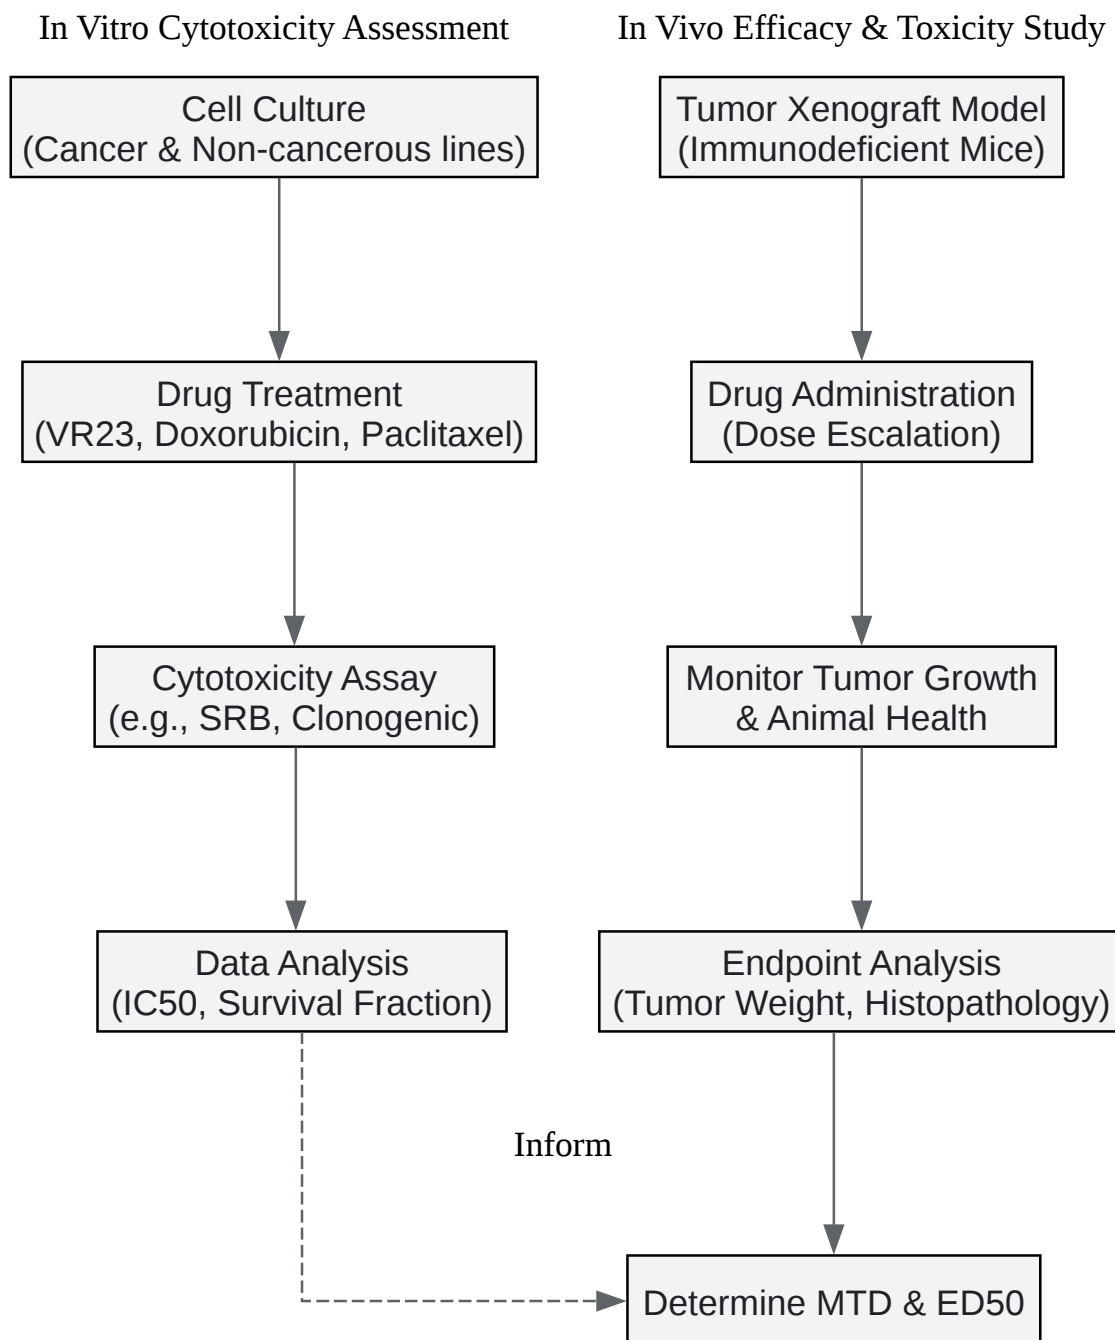 In Vitro Cytotoxicity Assessment
Cell Culture
(Cancer & Non-cancerous lines)
Drug Treatment
(VR23, Doxorubicin, Paclitaxel)
Cytotoxicity Assay
(e.g., SRB, Clonogenic)
Data Analysis
(IC50, Survival Fraction)
In Vivo Efficacy & Toxicity Study
Tumor Xenograft Model
(Immunodeficient Mice)
Drug Administration
(Dose Escalation)
Monitor Tumor Growth
& Animal Health
Endpoint Analysis
(Tumor Weight, Histopathology)
Inform
Determine MTD & ED50